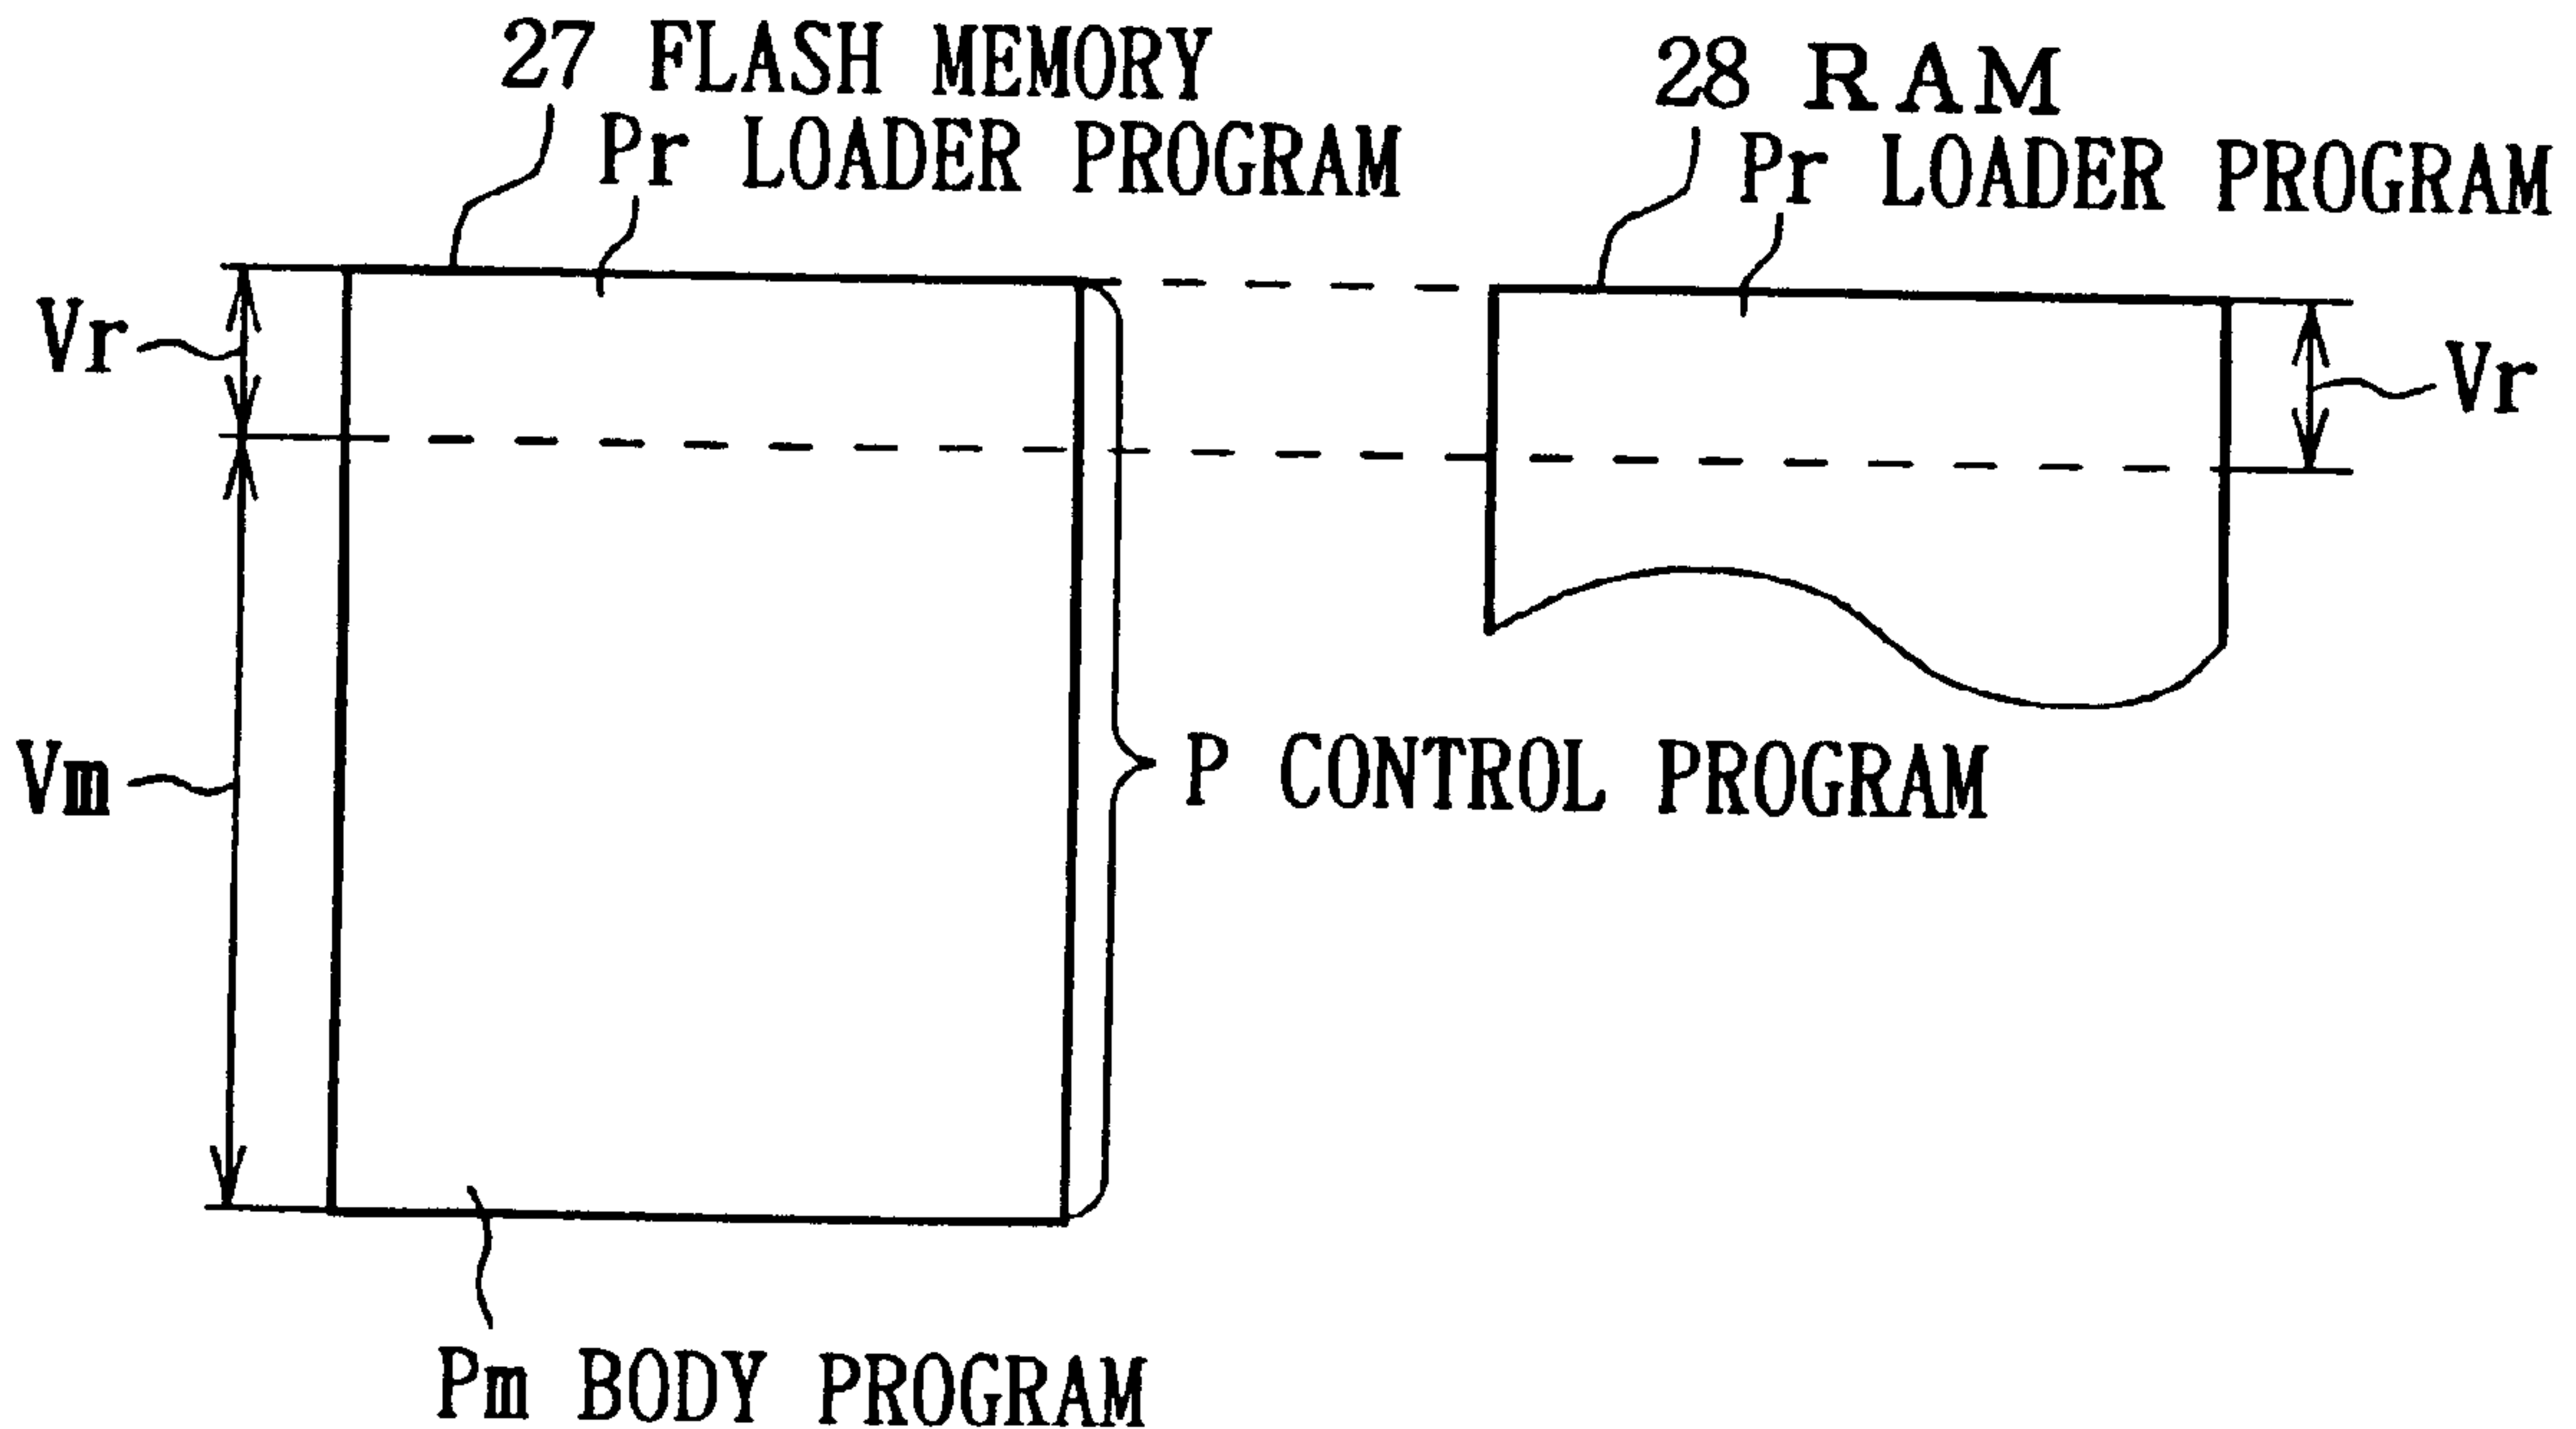 27 FLASH MEMORY
Pr LOADER PROGRAM
28 RAM
Pr LOADER PROGRAM
Vr
Vr
Vm
P CONTROL PROGRAM
Pm BODY PROGRAM